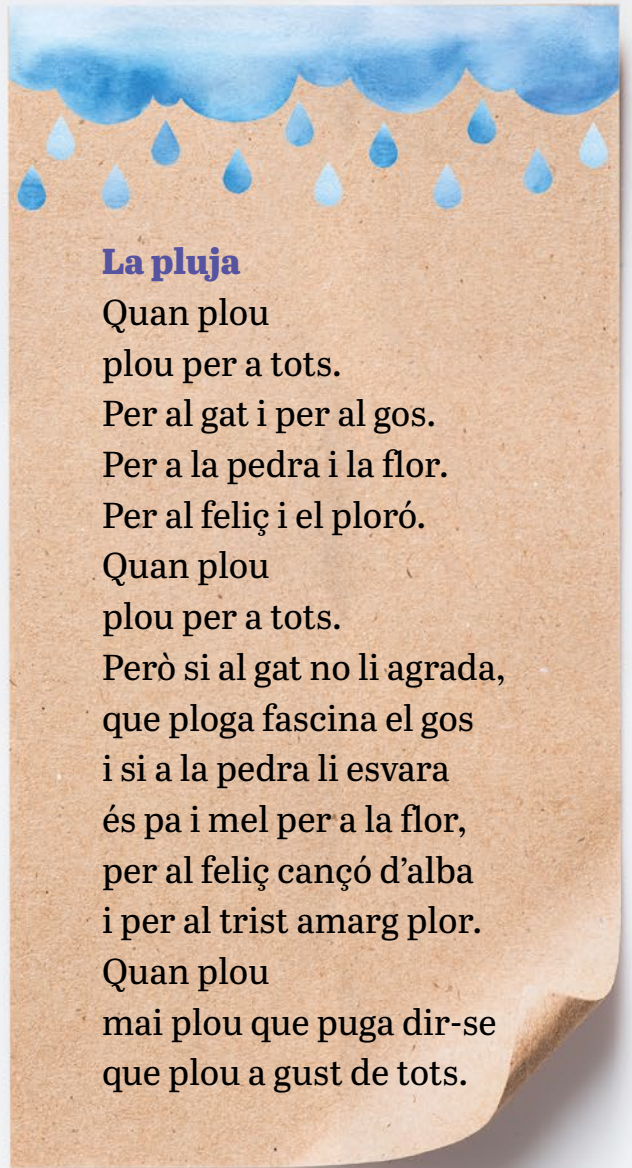 La pluja
Quan plou
plou per a tots.
Per al gat i per al gos.
Per a la pedra i la flor.
Per al feliç i el ploró.
Quan plou
plou per a tots.
Però si al gat no li agrada,
que ploga fascina el gos
i si a la pedra li esvara
és pa i mel per a la flor,
per al feliç cançó d’alba
i per al trist amarg plor.
Quan plou
mai plou que puga dir-se
que plou a gust de tots.